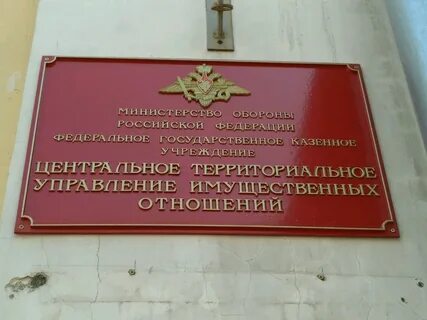 МИНИСТЕРСТВО ОБОРОНЫ
РОССИЙСКОЙ ФЕДЕРАЦИИ
ФЕДЕРАЛЬНОЕ ГОСУДАРСТВЕННОЕ КАЗЕННОЕ
УЧРЕЖДЕНИЕ
ЦЕНТРАЛЬНОЕ ТЕРРИТОРИАЛЬНОЕ
УПРАВЛЕНИЕ ИМУЩЕСТВЕННЫХ
ОТНОШЕНИЙ